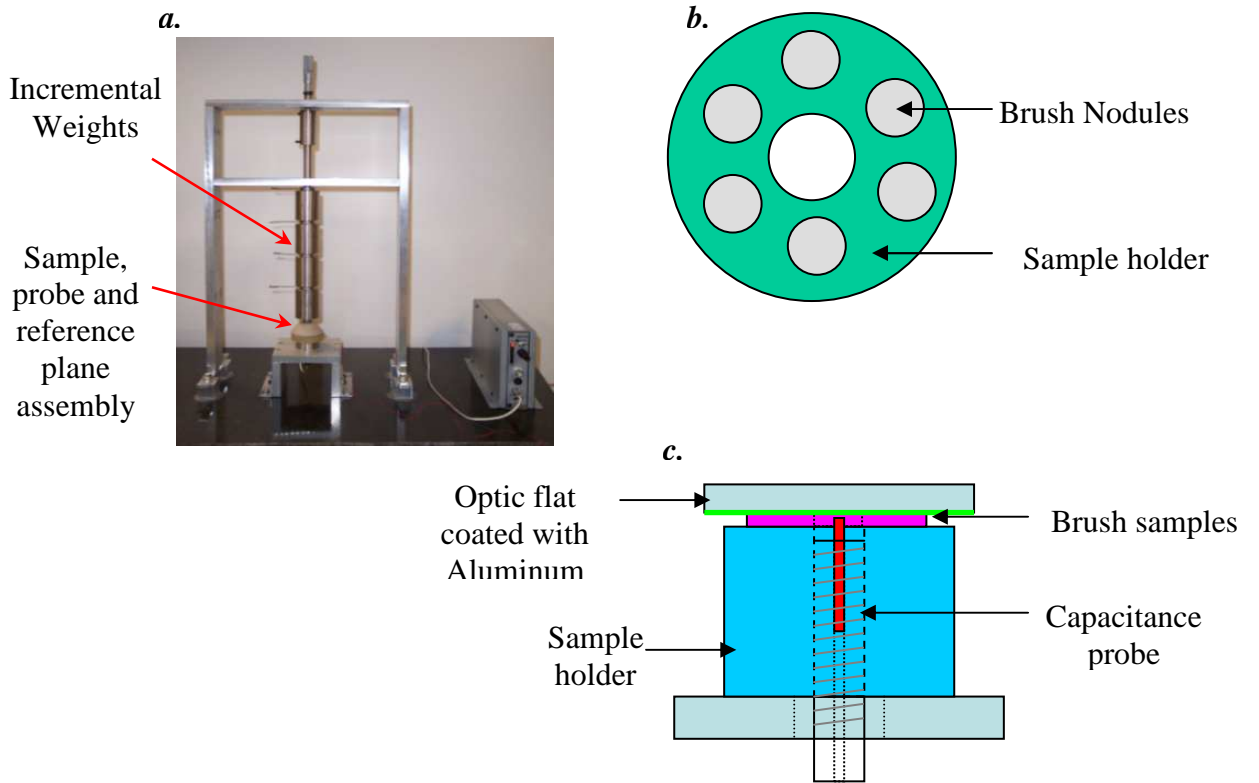 a.
Incremental
Weights
Sample,
probe and
reference
plane
assembly
b.
Brush Nodules
Sample holder
c.
Optic flat
coated with
Aluminum
Sample
holder
Brush samples
Capacitance
probe